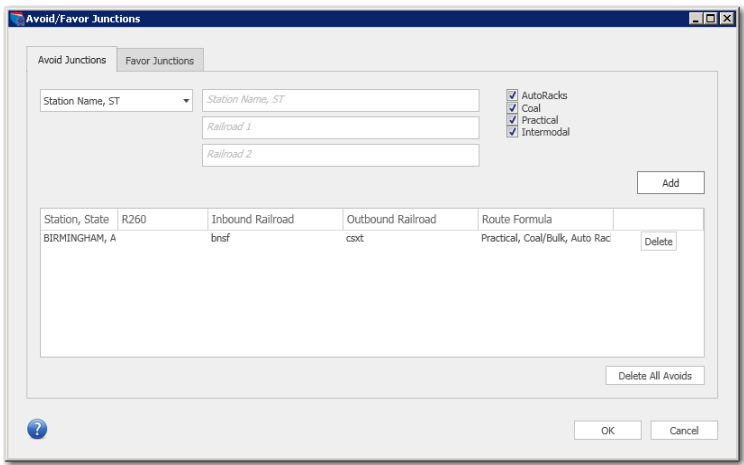 Avoid/Favor Junctions
Avoid Junctions
Favor Junctions
Station Name, ST
Station Name, ST
Railroad 1
Railroad 2
AutoRacks
Coal
Practical
Intermodal
Add
Station, State R260 Inbound Railroad Outbound Railroad Route Formula
BIRMINGHAM, A bnsf csxt Practical, Coal/Bulk, Auto Rac Delete
Delete All Avoids
?
OK Cancel